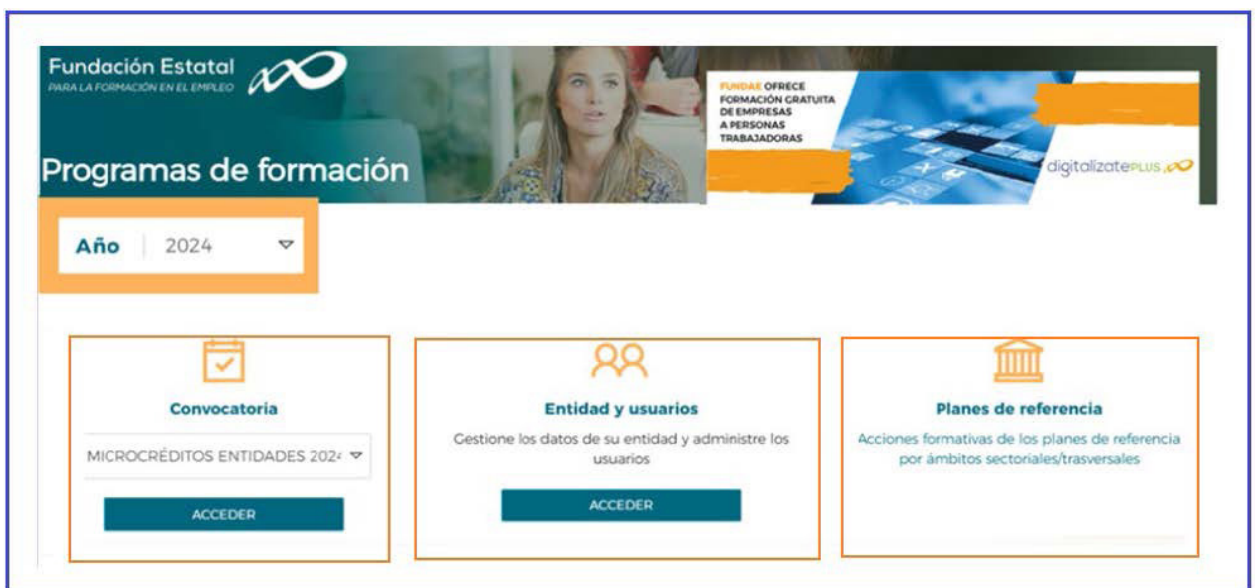 Fundación Estatal
PARA LA FORMACIÓN EN EL EMPLEO
FUNDAE OFRECE
FORMACIÓN GRATUITA
DE EMPRESAS
A PERSONAS
TRABAJADORAS
digitalízatePLUS
Programas de formación
Año 2024
Convocatoria
MICROCRÉDITOS ENTIDADES 2024
ACCEDER
Entidad y usuarios
Gestione los datos de su entidad y administre los
usuarios
ACCEDER
Planes de referencia
Acciones formativas de los planes de referencia
por ámbitos sectoriales/trasversales